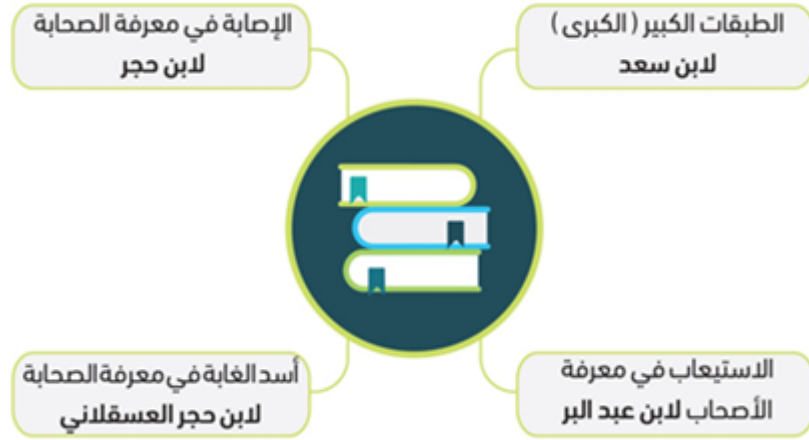 الطبقات الكبير ( الكبرى )
لابن سعد
الإصابة في معرفة الصحابة
لابن حجر
الاستيعاب في معرفة
الأصحاب لابن عبد البر
أسد الغابة في معرفة الصحابة
لابن حجر العسقلاني